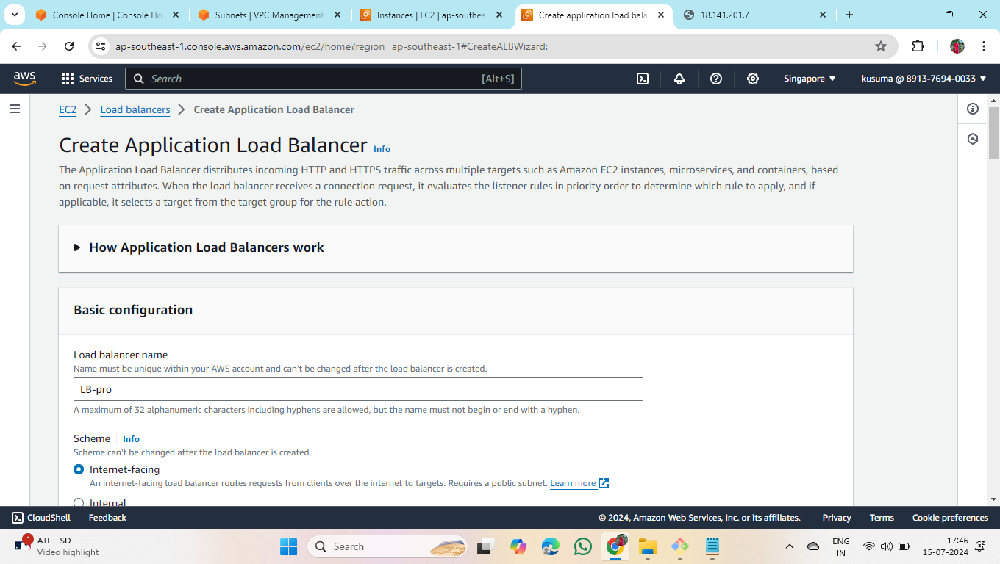 Console Home | Console Ho
Subnets | VPC Management
Instances | EC2 | ap-southea
Create application load bala
18.141.201.7
ap-southeast-1.console.aws.amazon.com/ec2/home?region=ap-southeast-1#CreateALBWizard:
aws
Services
Search
[Alt+S]
Singapore
kusuma @ 8913-7694-0033
EC2
Load balancers
Create Application Load Balancer
Create Application Load Balancer Info
The Application Load Balancer distributes incoming HTTP and HTTPS traffic across multiple targets such as Amazon EC2 instances, microservices, and containers, based
on request attributes. When the load balancer receives a connection request, it evaluates the listener rules in priority order to determine which rule to apply, and if
applicable, it selects a target from the target group for the rule action.
How Application Load Balancers work
Basic configuration
Load balancer name
Name must be unique within your AWS account and can't be changed after the load balancer is created.
LB-pro
A maximum of 32 alphanumeric characters including hyphens are allowed, but the name must not begin or end with a hyphen.
Scheme Info
Scheme can't be changed after the load balancer is created.
Internet-facing
An internet-facing load balancer routes requests from clients over the internet to targets. Requires a public subnet. Learn more
Internal
CloudShell
Feedback
© 2024, Amazon Web Services, Inc. or its affiliates.
Privacy
Terms
Cookie preferences
1
ATL - SD
Video highlight
Search
ENG
IN
17:46
15-07-2024